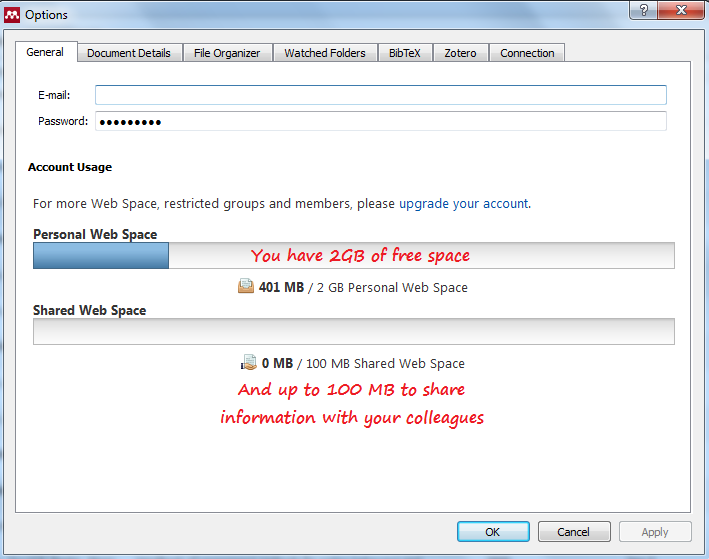 Options
General
Document Details
File Organizer
Watched Folders
BibTeX
Zotero
Connection
E-mail:
Password: •••••••••
Account Usage
For more Web Space, restricted groups and members, please upgrade your account.
Personal Web Space
You have 2GB of free space
401 MB / 2 GB Personal Web Space
Shared Web Space
0 MB / 100 MB Shared Web Space
And up to 100 MB to share
information with your colleagues
OK
Cancel
Apply